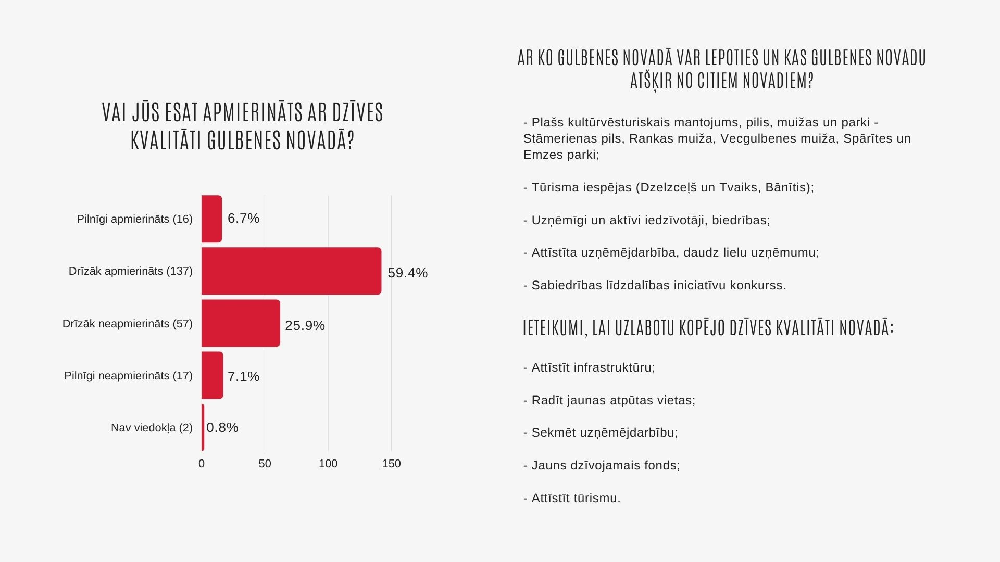 VAI JŪS ESAT APMIERINĀTS AR DZĪVES
KVALITĀTI GULBENES NOVADĀ?
Pilnīgi apmierināts (16)
6.7%
Drīzāk apmierināts (137)
59.4%
Drīzāk neapmierināts (57)
25.9%
Pilnīgi neapmierināts (17)
7.1%
Nav viedokļa (2)
0.8%
0 50 100 150
AR KO GULBENES NOVADĀ VAR LEPOTIES UN KAS GULBENES NOVADU
ATŠĶIR NO CITIEM NOVADIEM?
- Plašs kultūrvēsturiskais mantojums, pilis, muižas un parki -
Stāmerienas pils, Rankas muiža, Vecgulbenes muiža, Spārītes un
Emzes parki;
- Tūrisma iespējas (Dzelzceļš un Tvaiks, Bānītis);
- Uzņēmīgi un aktīvi iedzīvotāji, biedrības;
- Attīstīta uzņēmējdarbība, daudz lielu uzņēmumu;
- Sabiedrības līdzdalības iniciatīvu konkurss.
IETEIKUMI, LAI UZLABOTU KOPĒJO DZĪVES KVALITĀTI NOVADĀ:
- Attīstīt infrastruktūru;
- Radīt jaunas atpūtas vietas;
- Sekmēt uzņēmējdarbību;
- Jauns dzīvojamais fonds;
- Attīstīt tūrismu.